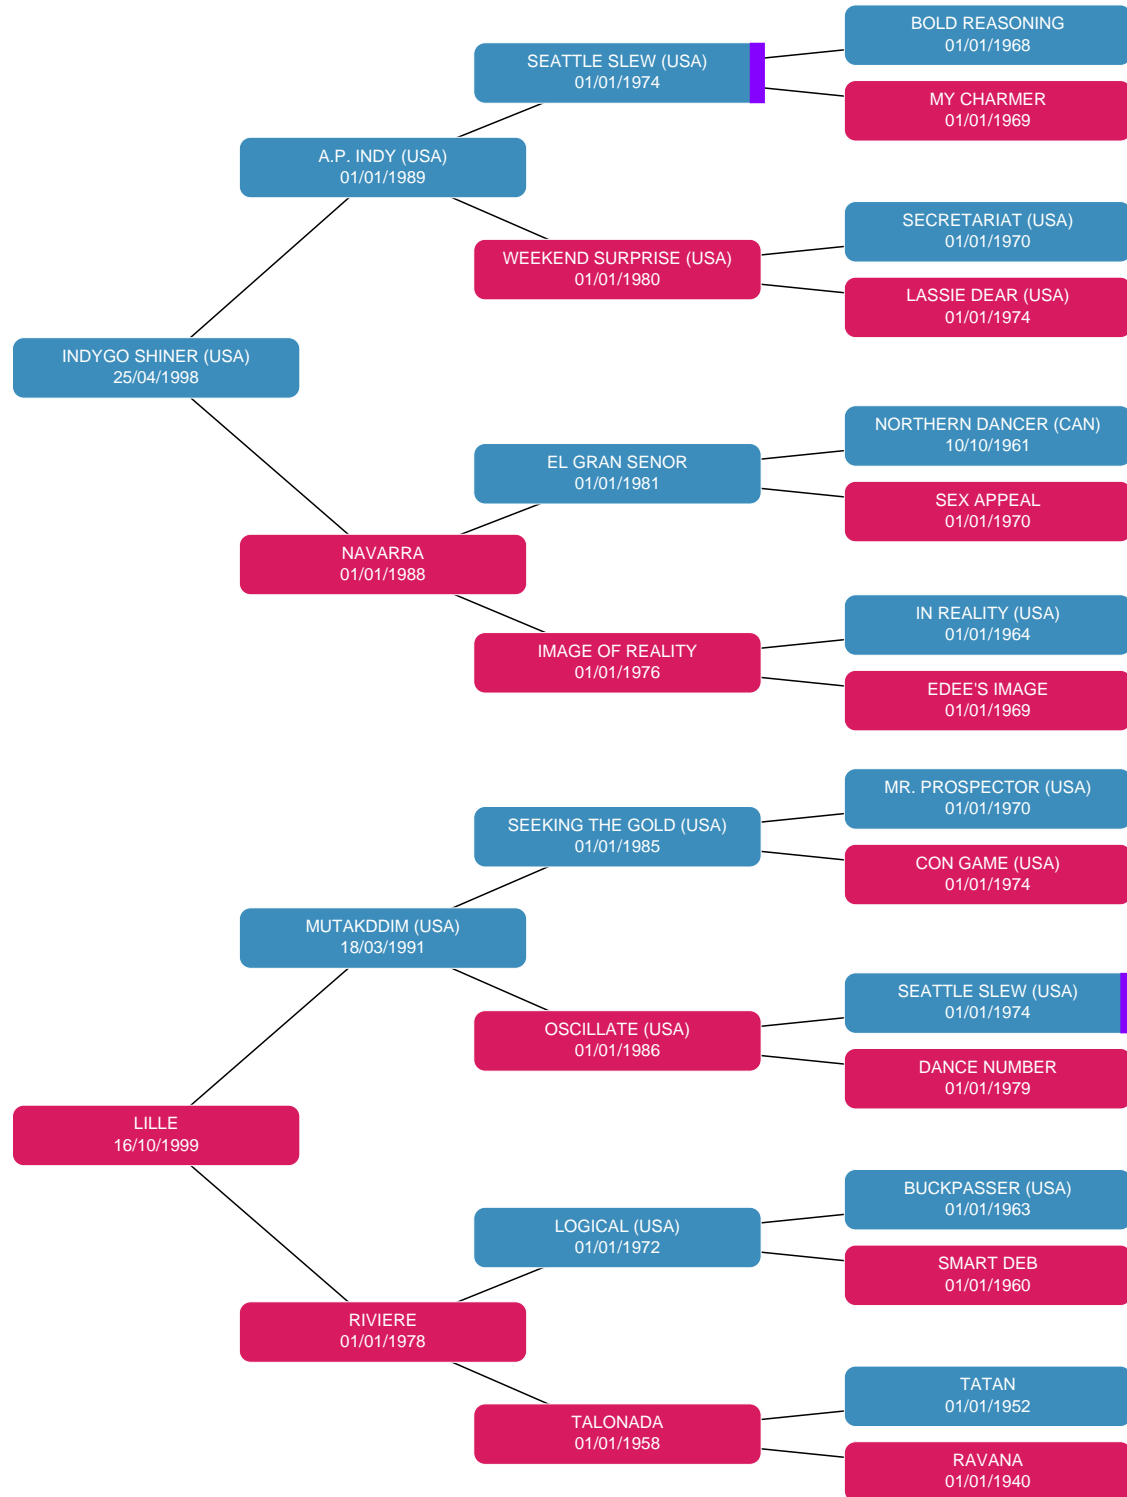 BOLD REASONING
01/01/1968
SEATTLE SLEW (USA)
01/01/1974
MY CHARMER
01/01/1969
A.P. INDY (USA)
01/01/1989
SECRETARIAT (USA)
01/01/1970
WEEKEND SURPRISE (USA)
01/01/1980
LASSIE DEAR (USA)
01/01/1974
INDYGO SHINER (USA)
25/04/1998
NORTHERN DANCER (CAN)
10/10/1961
EL GRAN SENOR
01/01/1981
SEX APPEAL
01/01/1970
NAVARRA
01/01/1988
IN REALITY (USA)
01/01/1964
IMAGE OF REALITY
01/01/1976
EDEE'S IMAGE
01/01/1969
MR. PROSPECTOR (USA)
01/01/1970
SEEKING THE GOLD (USA)
01/01/1985
CON GAME (USA)
01/01/1974
MUTAKDDIM (USA)
18/03/1991
SEATTLE SLEW (USA)
01/01/1974
OSCILLATE (USA)
01/01/1986
DANCE NUMBER
01/01/1979
LILLE
16/10/1999
BUCKPASSER (USA)
01/01/1963
LOGICAL (USA)
01/01/1972
SMART DEB
01/01/1960
RIVIERE
01/01/1978
TATAN
01/01/1952
TALONADA
01/01/1958
RAVANA
01/01/1940